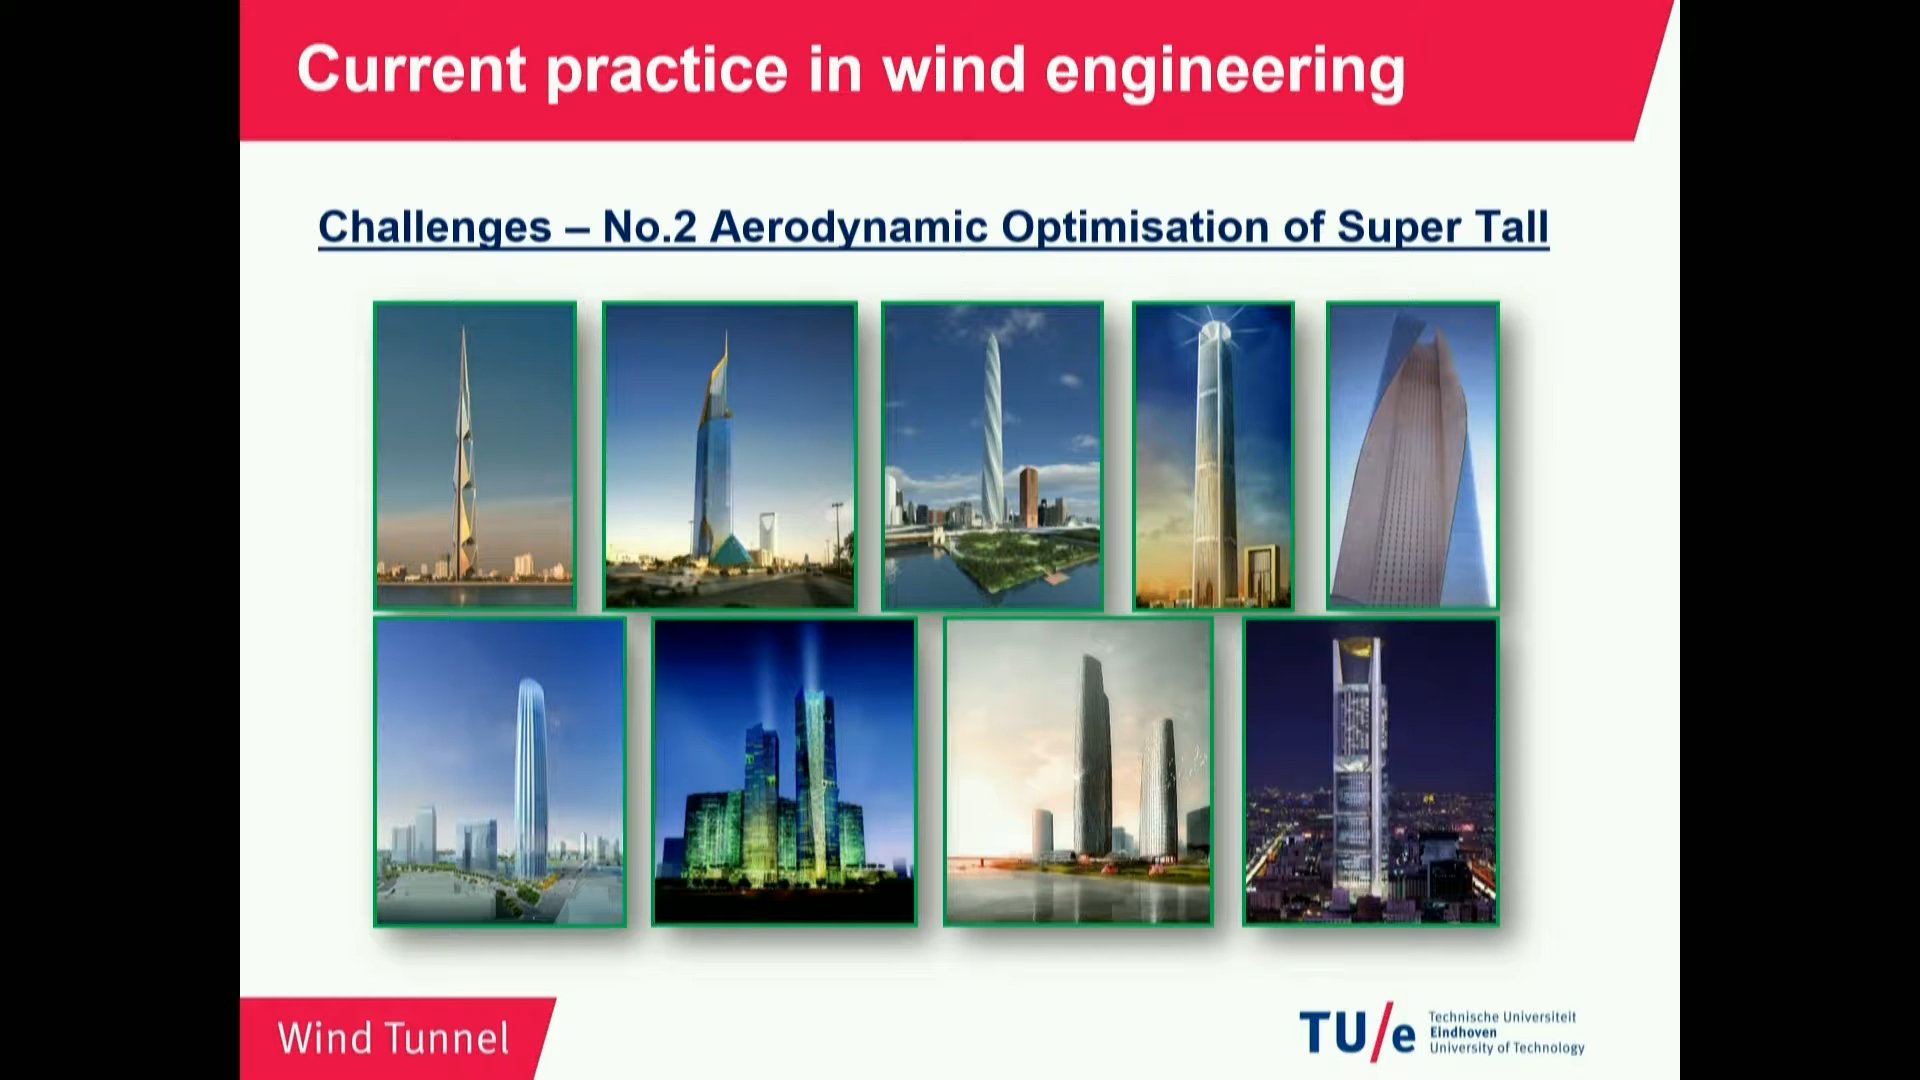 Current practice in wind engineering
Challenges – No.2 Aerodynamic Optimisation of Super Tall
Wind Tunnel
TU/e
Technische Universiteit
Eindhoven
University of Technology